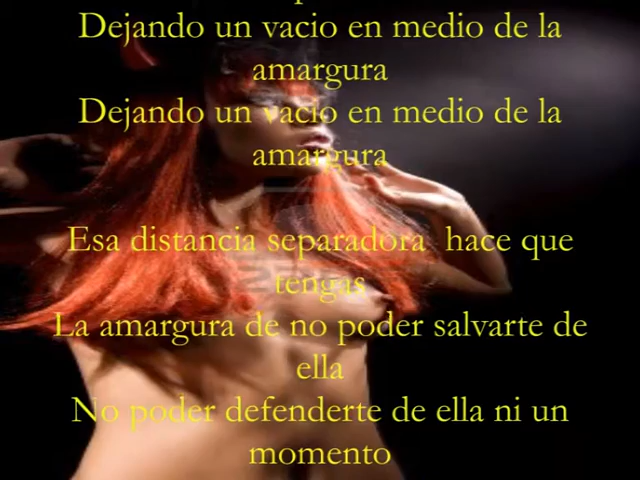 Dejando un vacio en medio de la
amargura
Dejando un vacio en medio de la
amargura
Esa distancia separadora hace que
tengas
La amargura de no poder salvarte de
ella
No poder defenderte de ella ni un
momento